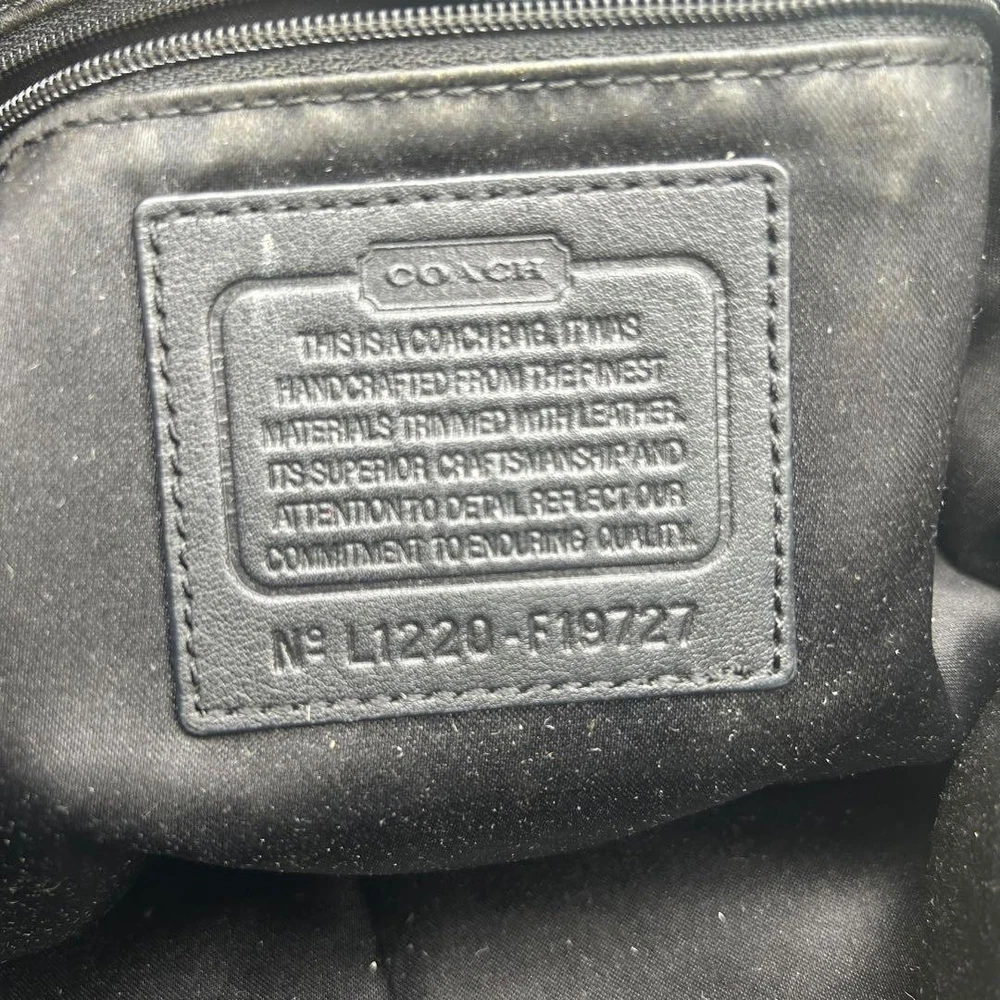 COACH
THIS IS A COACH BAG. IT WAS
HANDCRAFTED FROM THE FINEST
MATERIALS TRIMMED WITH LEATHER.
ITS SUPERIOR CRAFTSMANSHIP AND
ATTENTION TO DETAIL REFLECT OUR
COMMITMENT TO ENDURING QUALITY.
Nº L1220-F19727